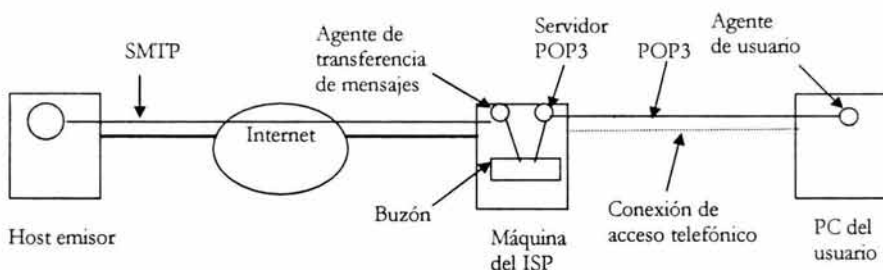 SMTP
Agente de
transferencia
de mensajes
Servidor
POP3
POP3
Agente
de usuario
Internet
Buzón
Conexión de
acceso telefónico
Host emisor
Máquina
del ISP
PC del
usuario